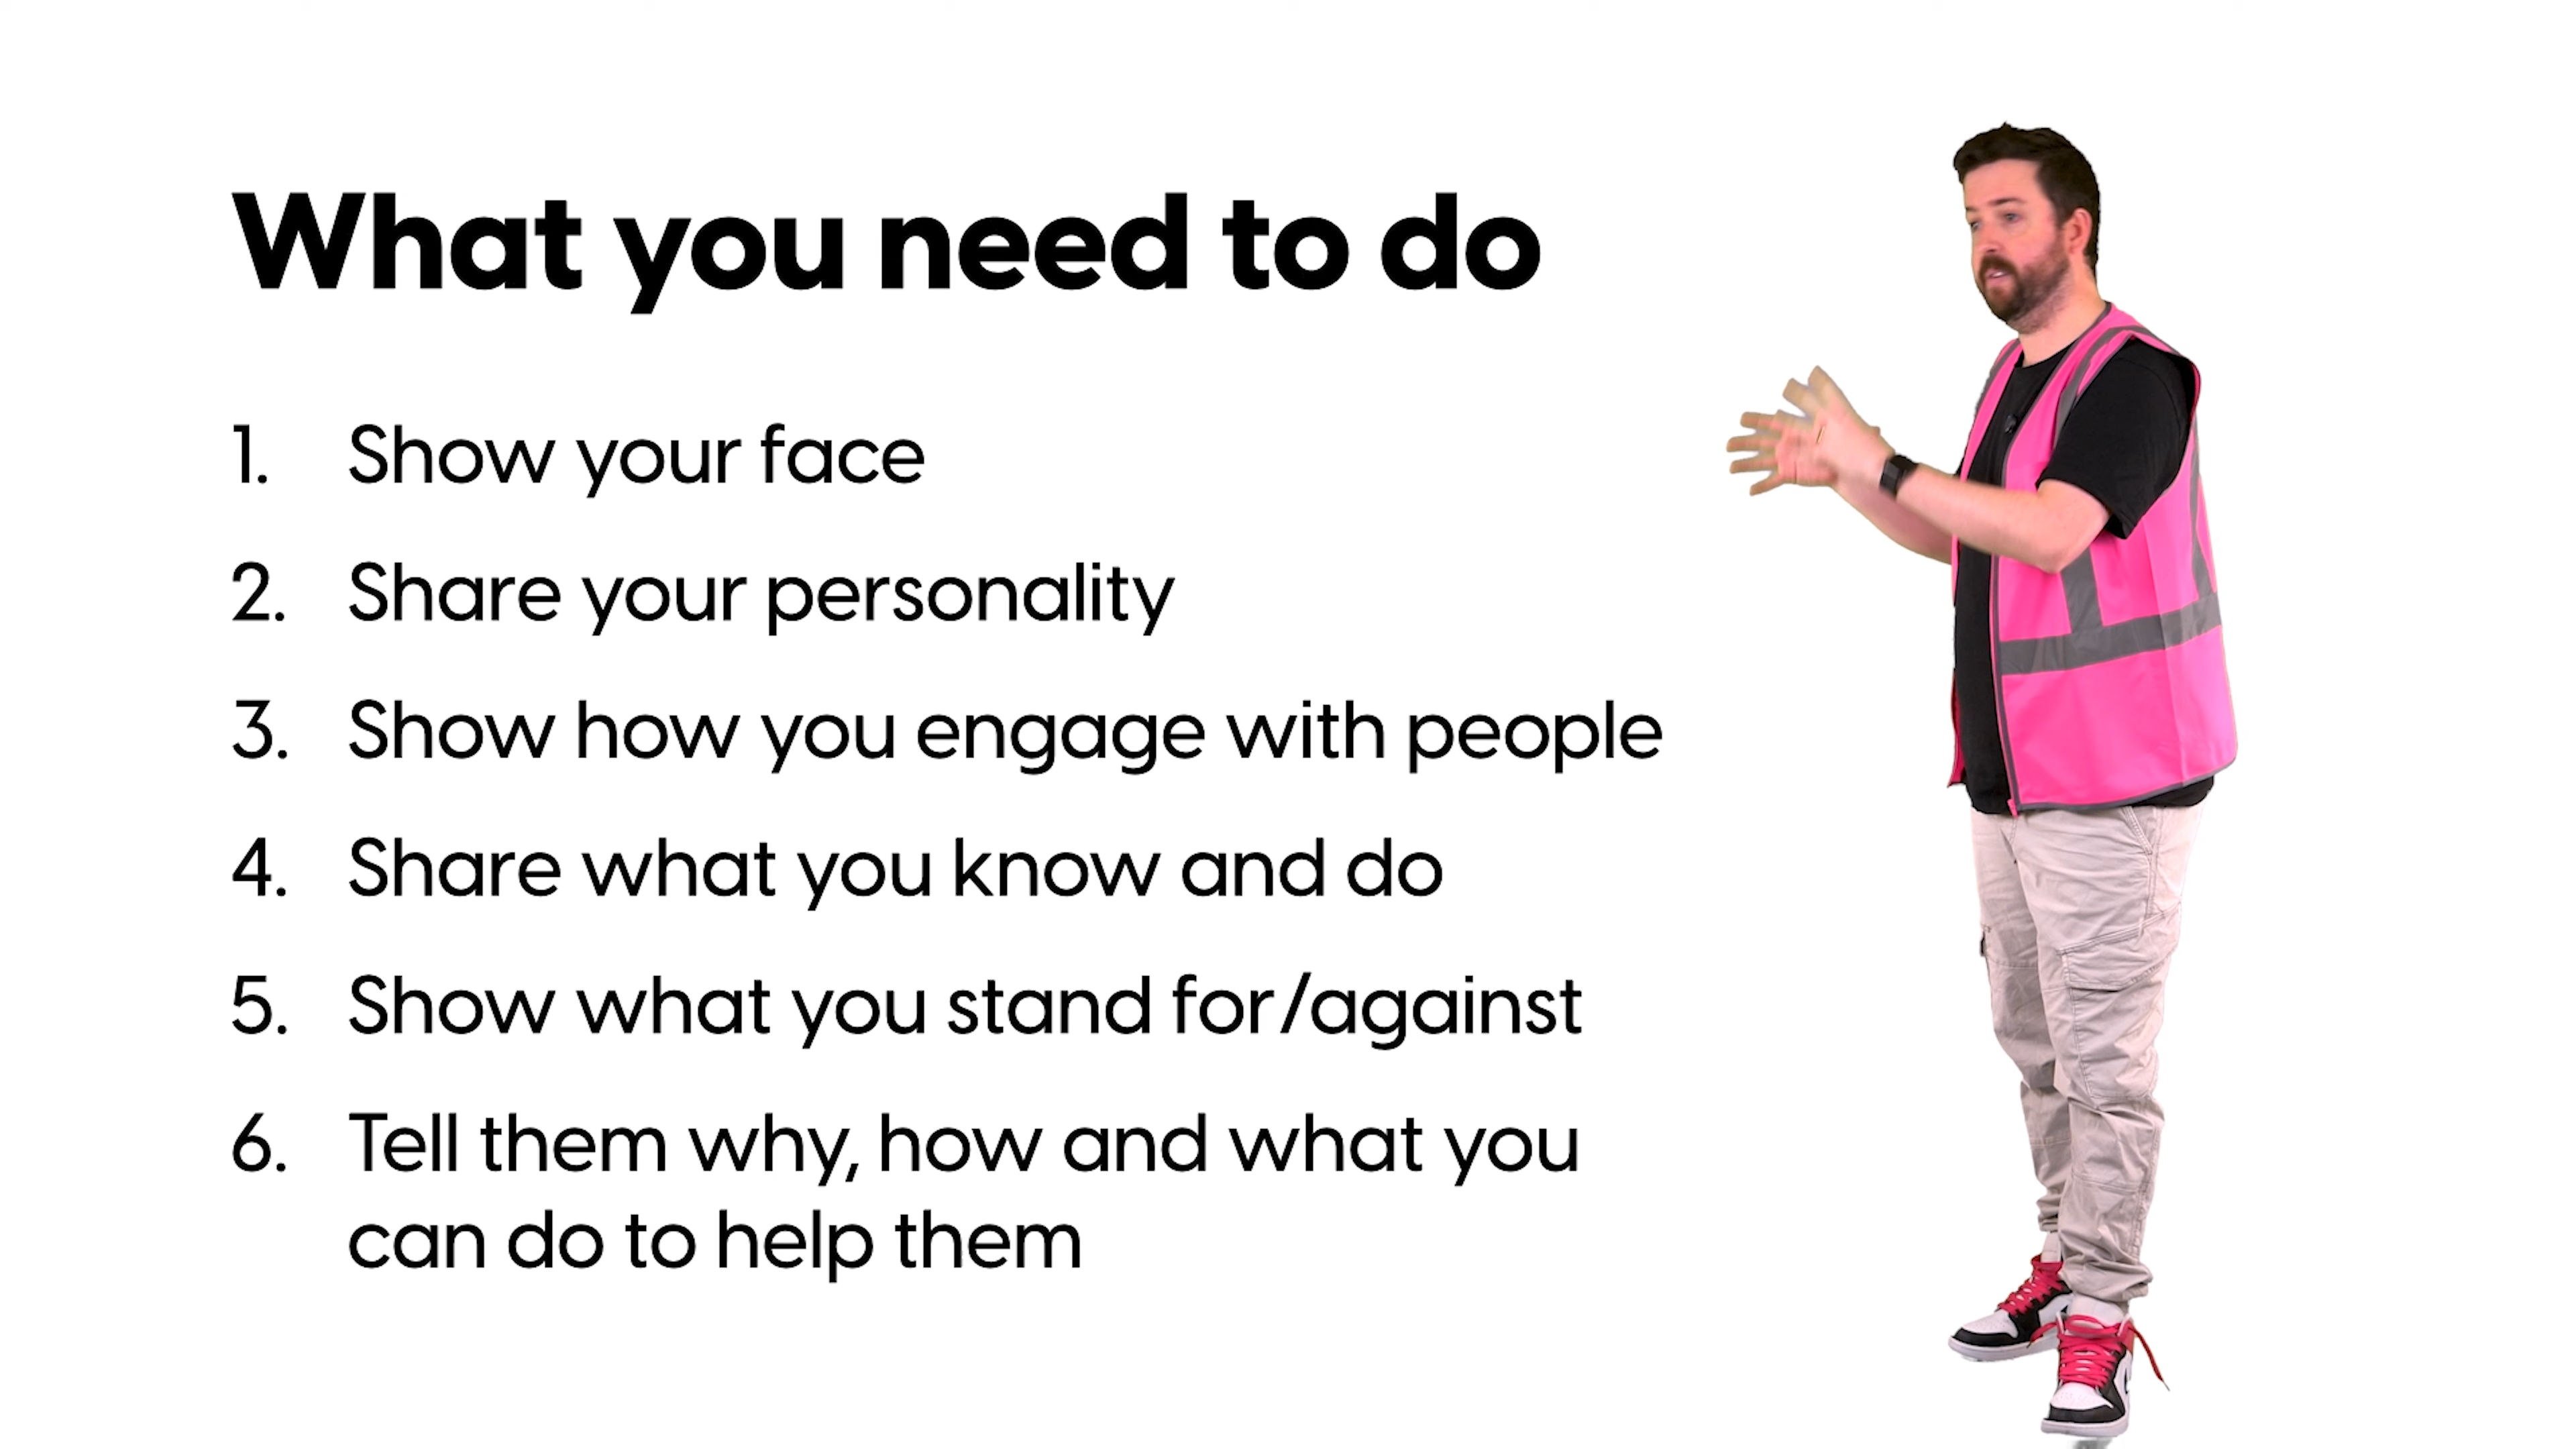 What you need to do
1. Show your face
2. Share your personality
3. Show how you engage with people
4. Share what you know and do
5. Show what you stand for/against
6. Tell them why, how and what you
can do to help them